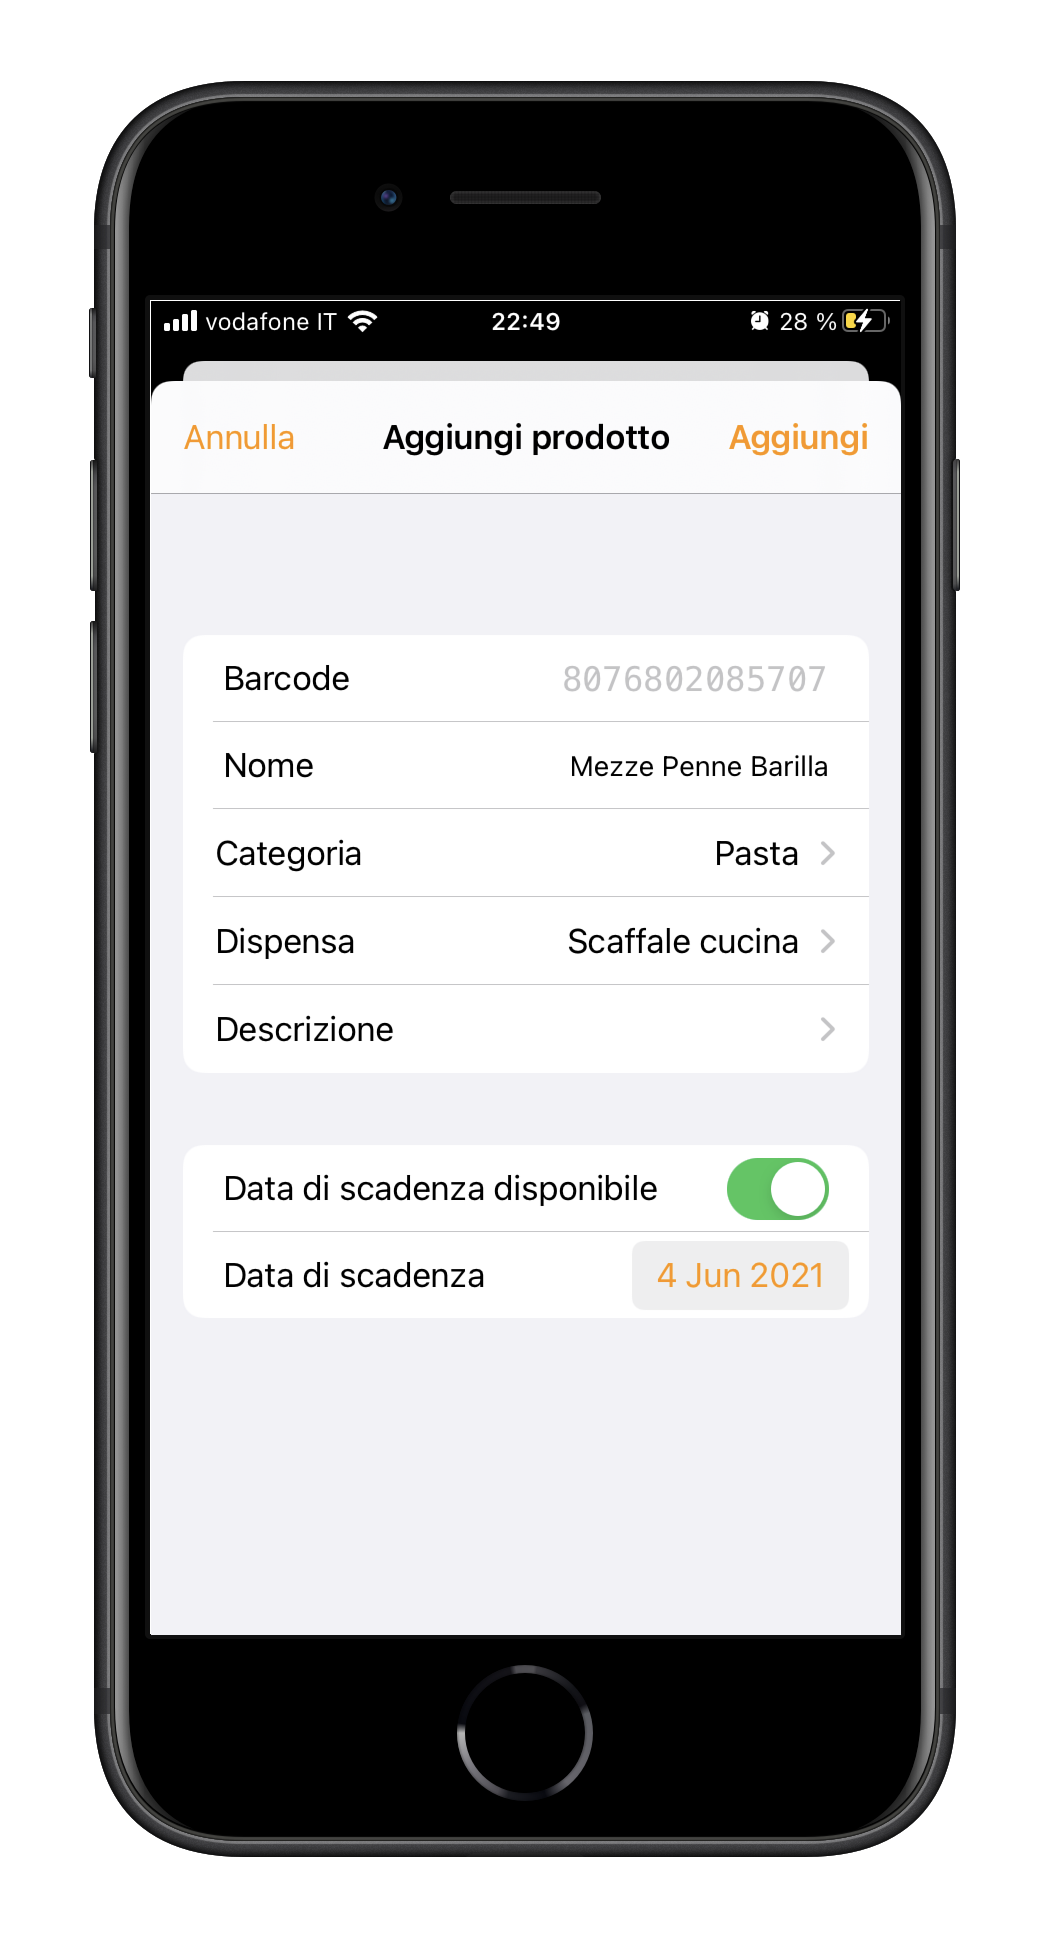 vodafone IT 22:49 28 %
Annulla Aggiungi prodotto Aggiungi
Barcode 8076802085707
Nome Mezze Penne Barilla
Categoria Pasta
Dispensa Scaffale cucina
Descrizione
Data di scadenza disponibile
Data di scadenza 4 Jun 2021